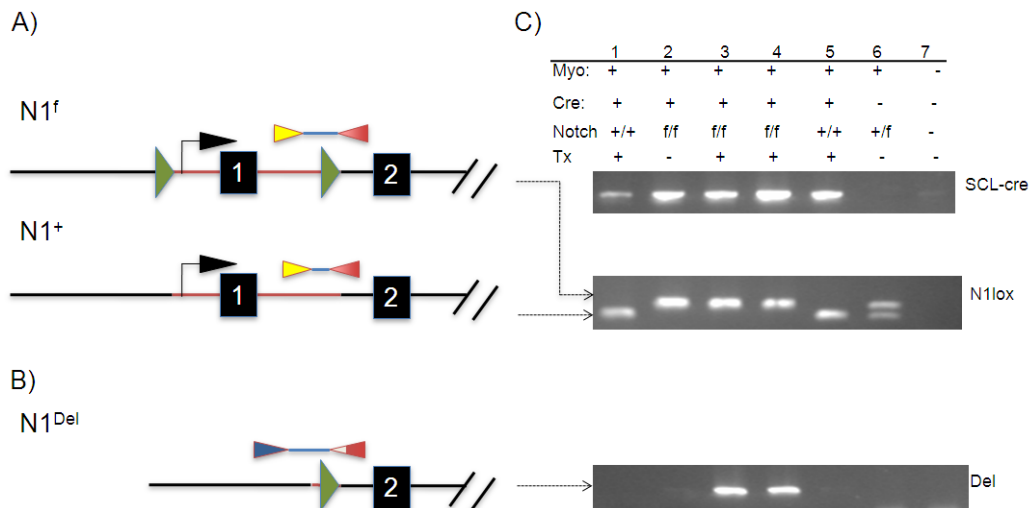 A)
N1f
1
2
N1+
1
2
B)
N1Del
2
C)
1 2 3 4 5 6 7
Myo: + + + + + + -
Cre: + + + + + - -
Notch +/+ f/f f/f f/f +/+ +/f -
Tx + - + + + - -
SCL-cre
N1lox
Del